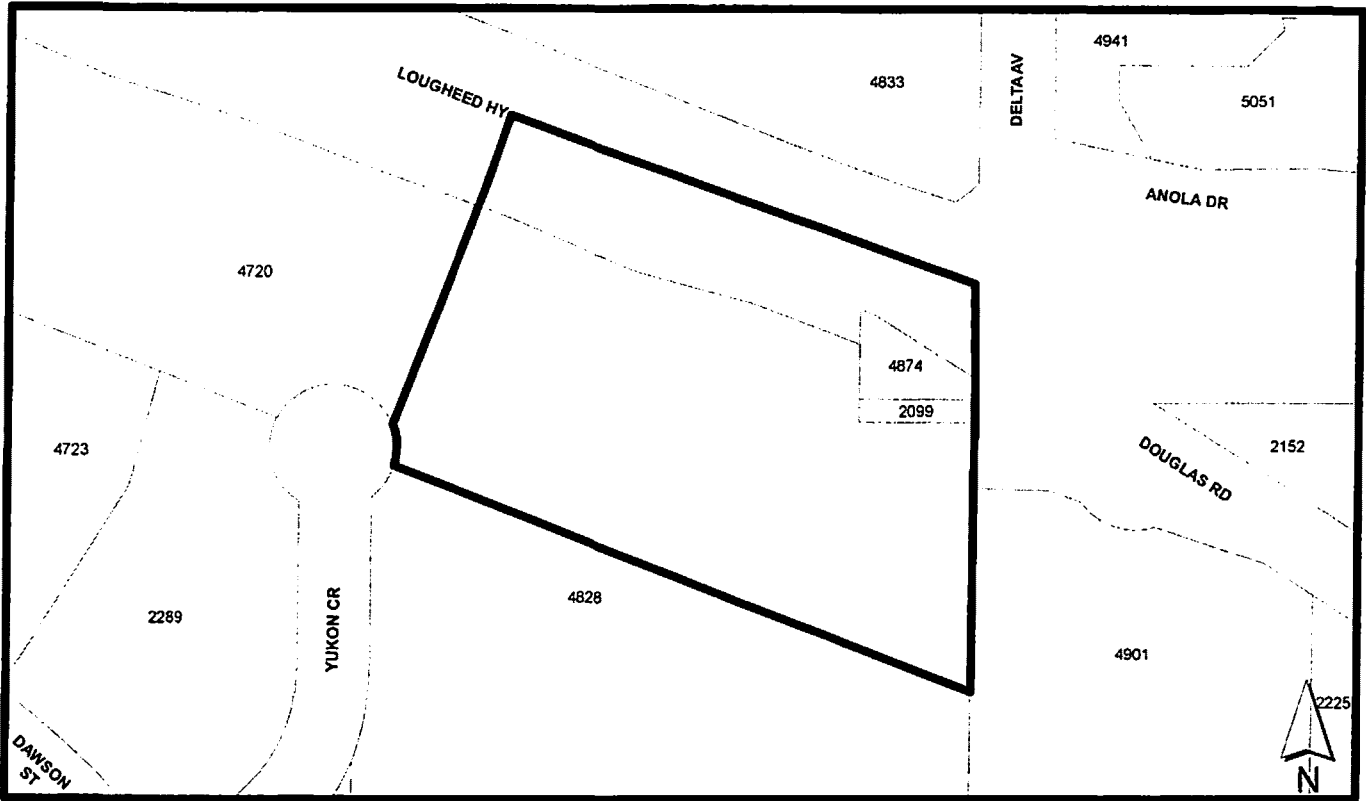 4941
4833
DELTA AV
LOUGHEED HY
5051
ANOLA DR
4720
4874
2099
4723
DOUGLAS RD
2152
2289
YUKON CR
4828
4901
2225
DAWSON
ST
N